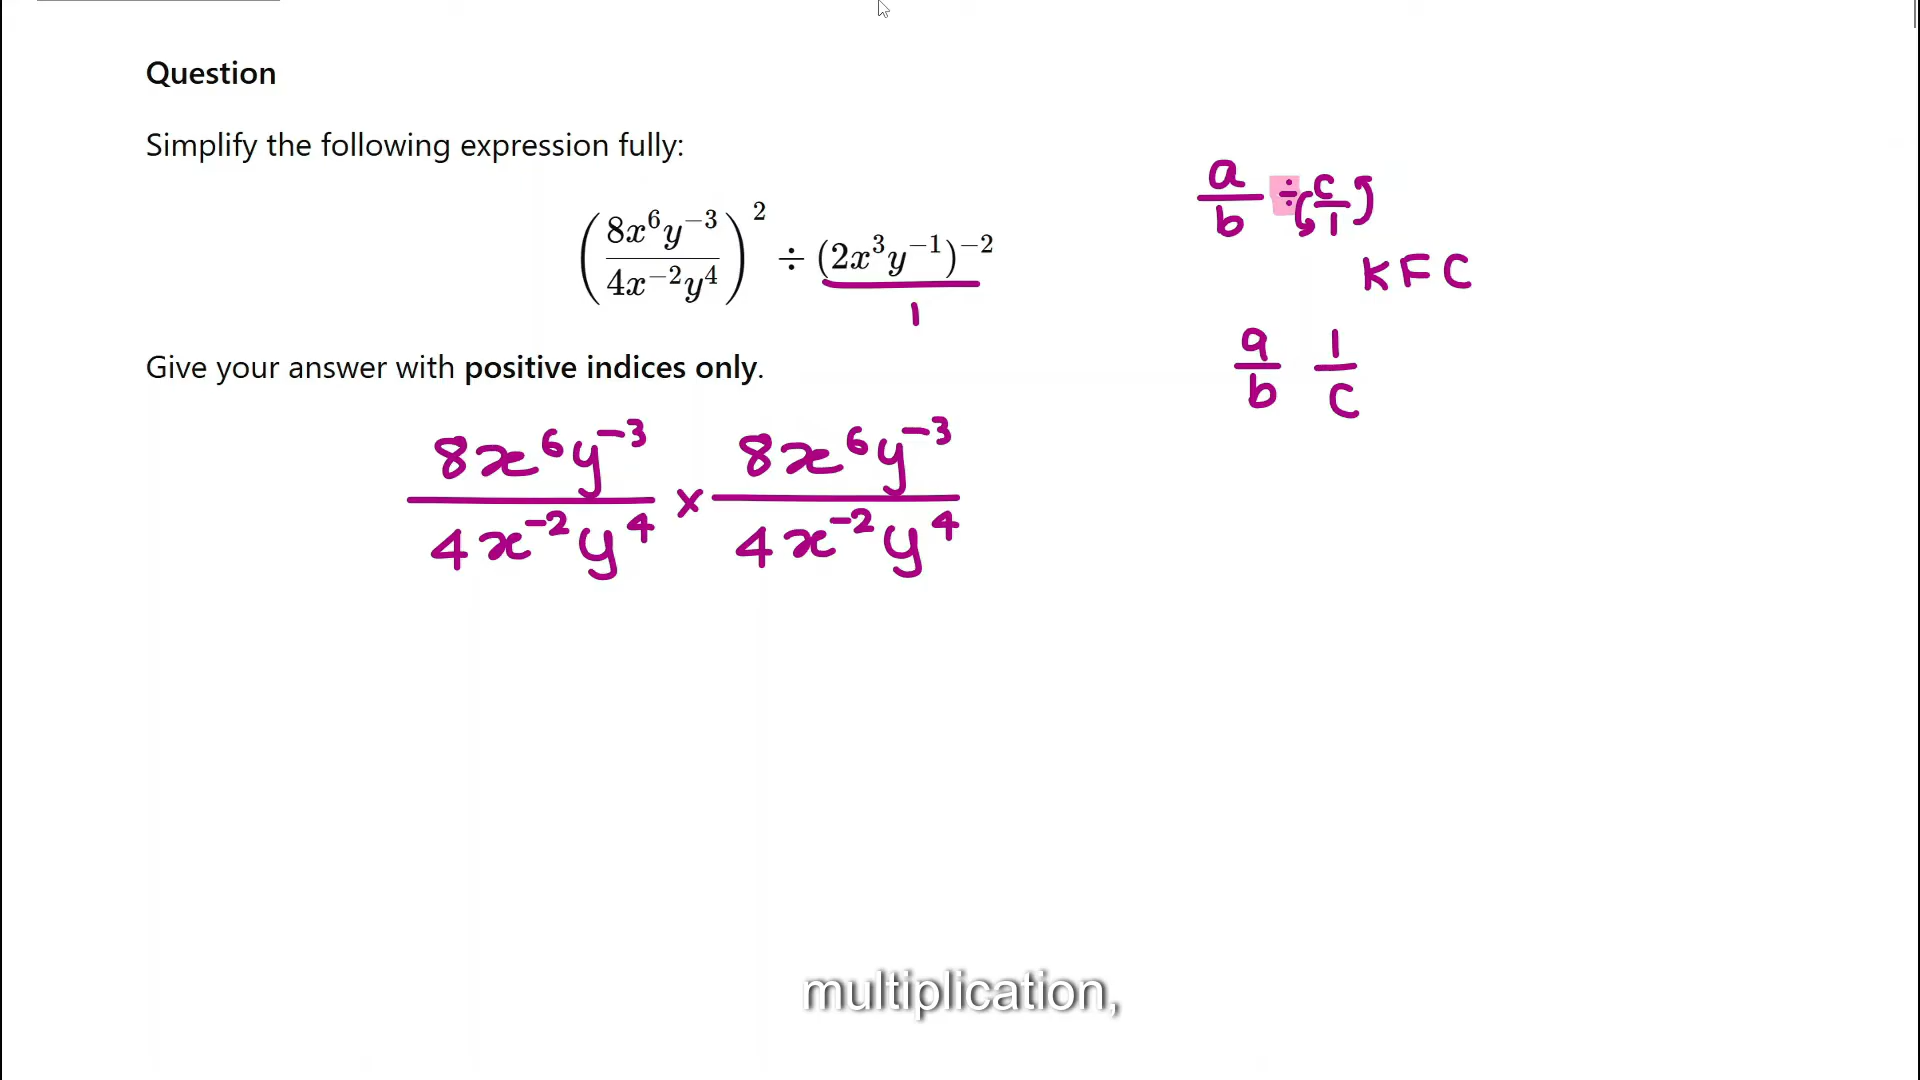 Question
Simplify the following expression fully:
(8x⁶y⁻³ / 4x⁻²y⁴)² ÷ (2x³y⁻¹)⁻²
1
Give your answer with positive indices only.
8x⁶y⁻³ / 4x⁻²y⁴ × 8x⁶y⁻³ / 4x⁻²y⁴
a/b ÷ c/1
KFC
a/b 1/c
multiplication,